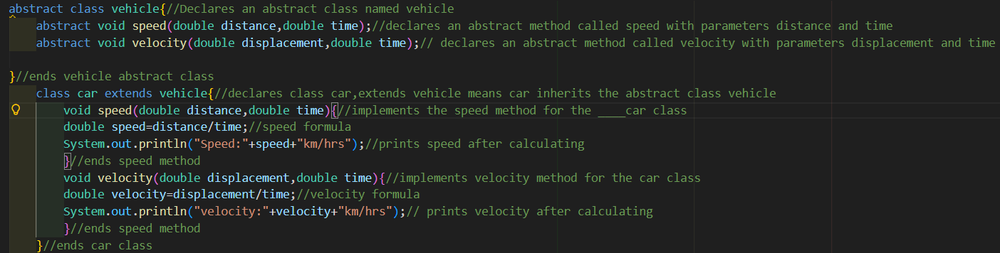 abstract class vehicle{//Declares an abstract class named vehicle
    abstract void speed(double distance,double time);//declares an abstract method called speed with parameters distance and time
    abstract void velocity(double displacement,double time);// declares an abstract method called velocity with parameters displacement and time
}//ends vehicle abstract class
    class car extends vehicle{//declares class car,extends vehicle means car inherits the abstract class vehicle
        void speed(double distance,double time){//implements the speed method for the ____car class
        double speed=distance/time;//speed formula
        System.out.println("Speed:"+speed+"km/hrs");//prints speed after calculating
        }//ends speed method
        void velocity(double displacement,double time){//implements velocity method for the car class
        double velocity=displacement/time;//velocity formula
        System.out.println("velocity:"+velocity+"km/hrs");// prints velocity after calculating
        }//ends speed method
    }//ends car class